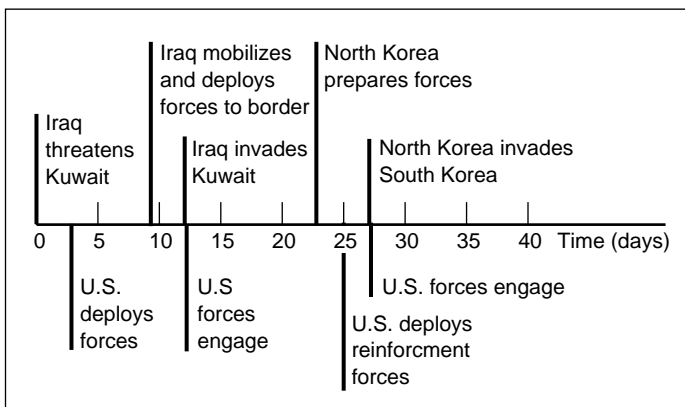 Iraq
threatens
Kuwait
Iraq mobilizes
and deploys
forces to border
Iraq invades
Kuwait
North Korea
prepares forces
North Korea invades
South Korea
0 5 10 15 20 25 30 35 40 Time (days)
U.S.
deploys
forces
U.S
forces
engage
U.S. deploys
reinforcment
forces
U.S. forces engage